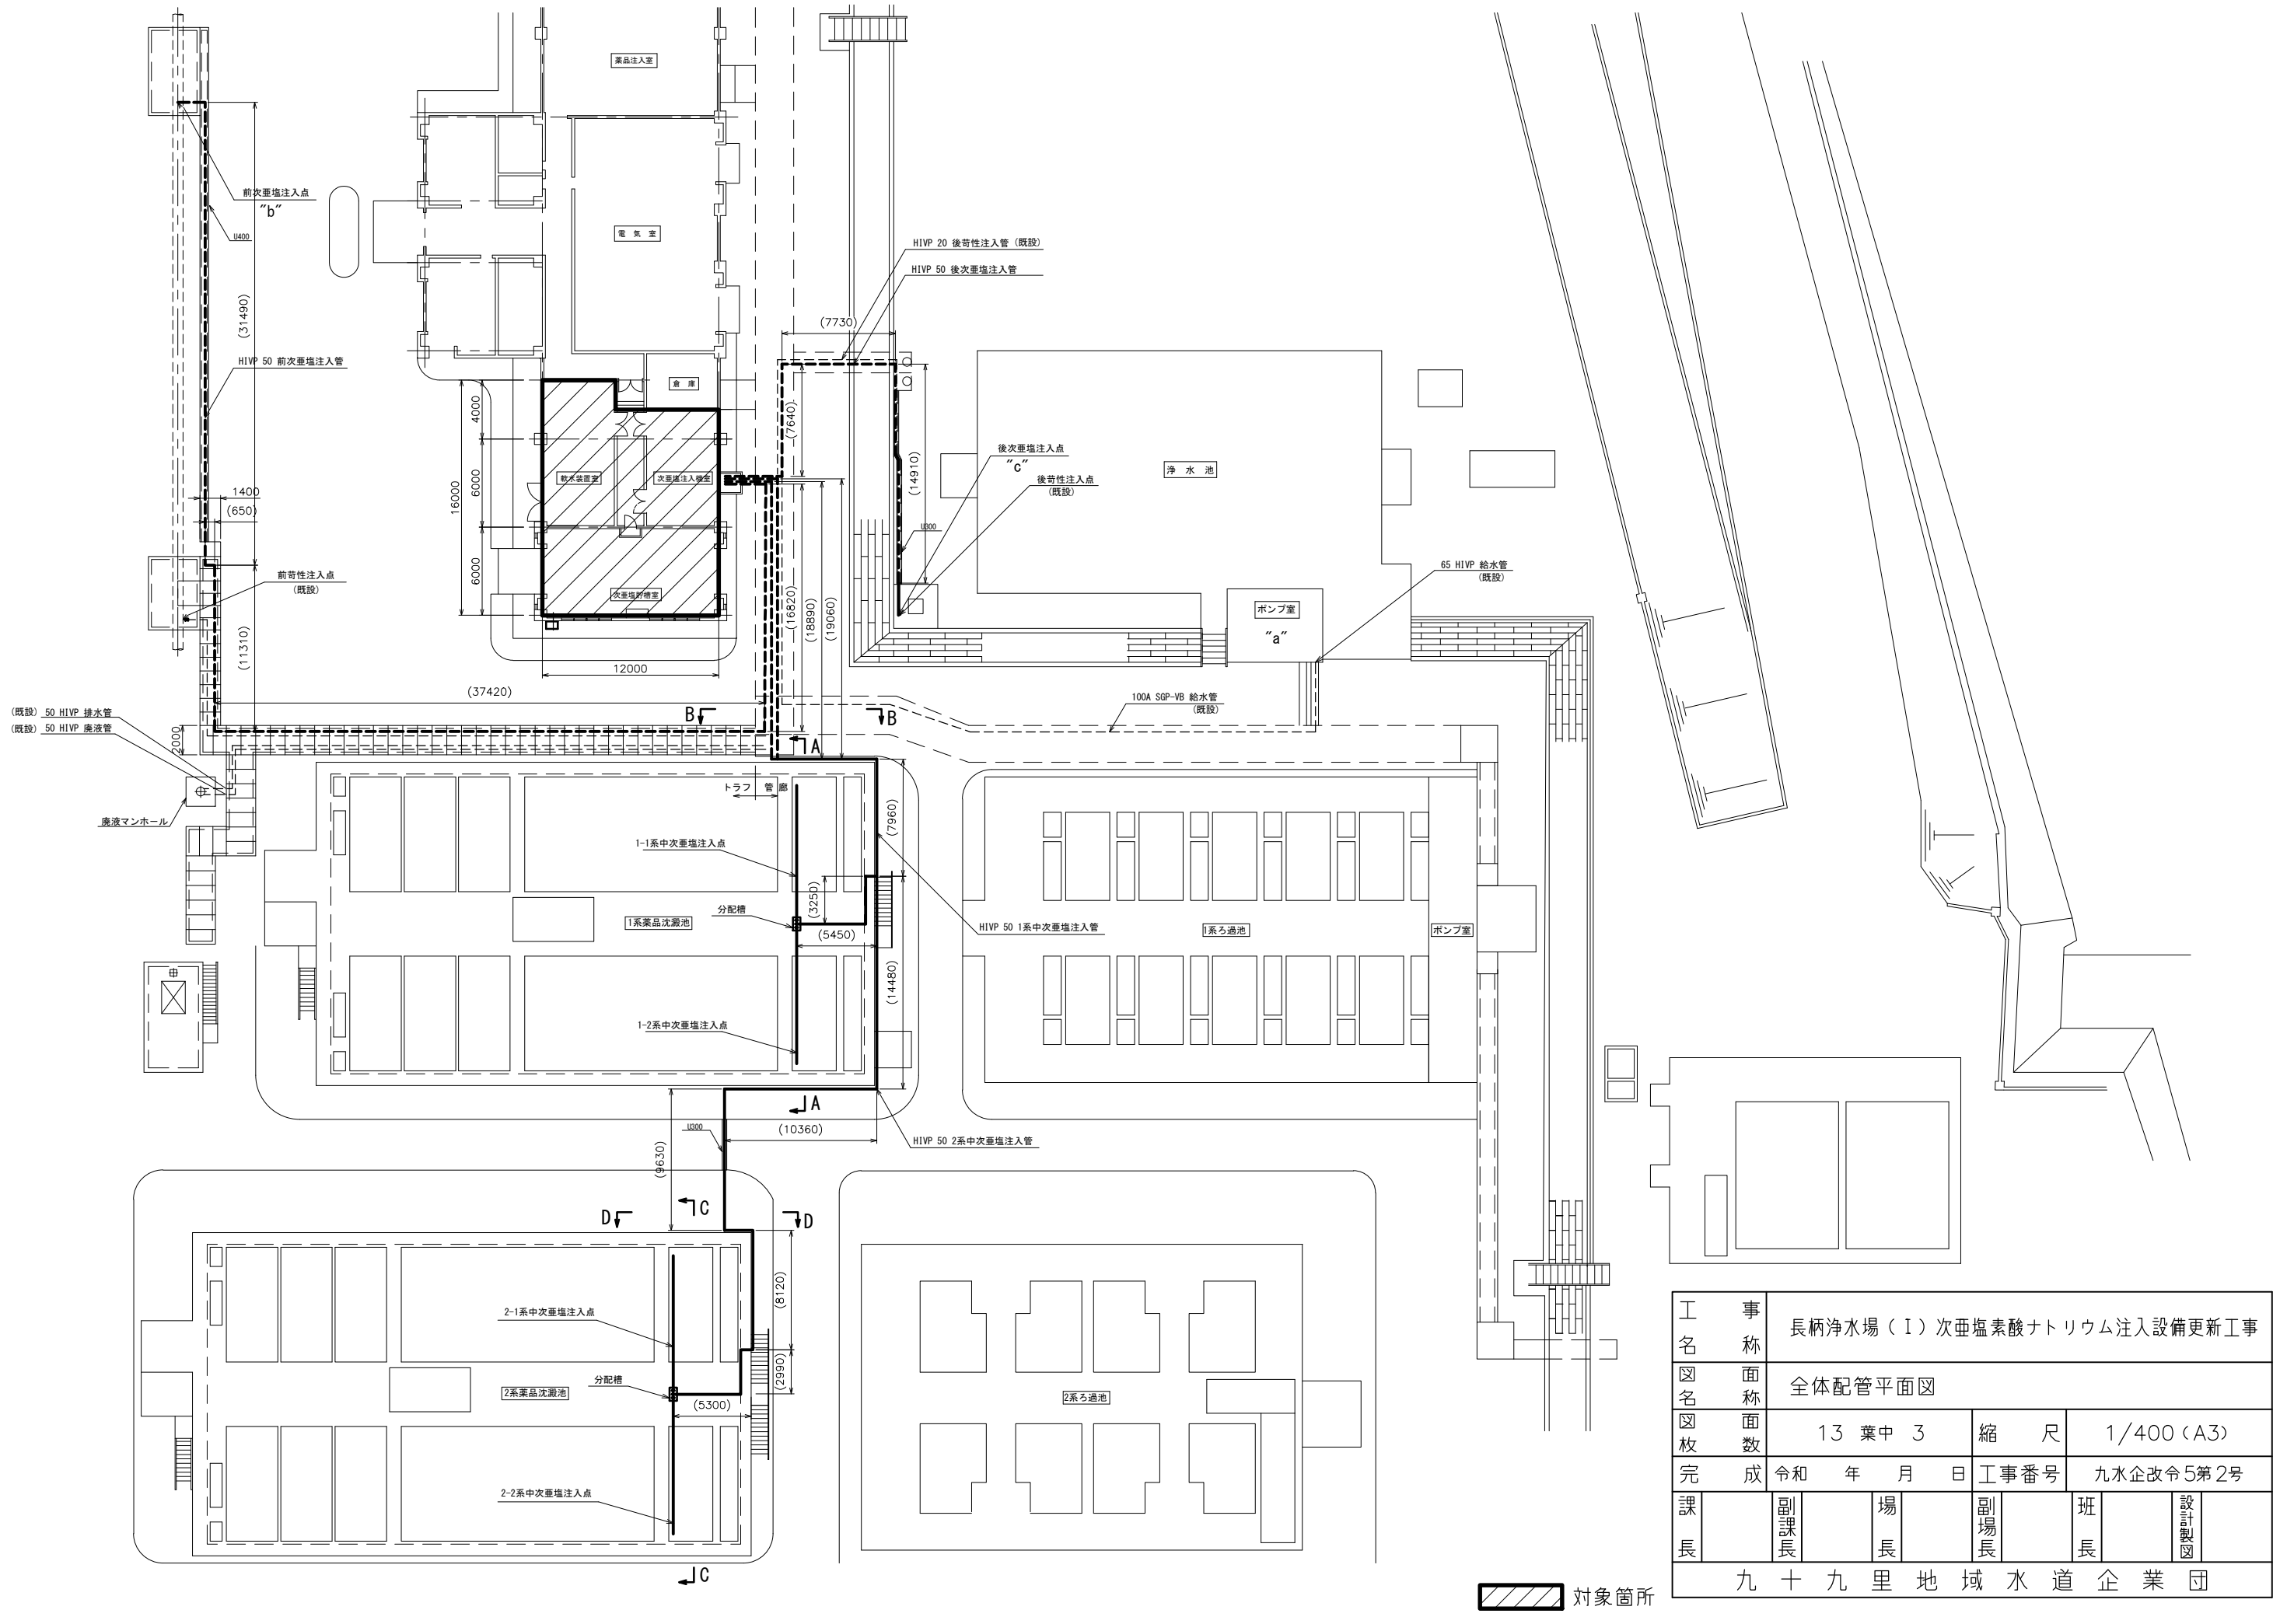 薬品注入室
前次亜塩注入点
"b"
U400
電 気 室
HIVP 20 後苛性注入管 (既設)
HIVP 50 後次亜塩注入管
(7730)
(31490)
HIVP 50 前次亜塩注入管
倉 庫
4000
(7640)
後次亜塩注入点
"c"
後苛性注入点
(既設)
浄 水 池
(14910)
軟水装置室
次亜塩注入機室
6000
16000
1400
(650)
U300
65 HIVP 給水管
(既設)
前苛性注入点
(既設)
6000
次亜塩貯槽室
(16820)
(18890)
(19060)
ポンプ室
"a"
(11310)
12000
(37420)
100A SGP-VB 給水管
(既設)
(既設) 50 HIVP 排水管
(既設) 50 HIVP 廃液管
2000
B
B
A
トラフ 管廊
廃液マンホール
(7960)
1-1系中次亜塩注入点
(3250)
分配槽
1系薬品沈澱池
(5450)
HIVP 50 1系中次亜塩注入管
1系ろ過池
ポンプ室
(14480)
1-2系中次亜塩注入点
A
U300
(10360)
HIVP 50 2系中次亜塩注入管
(9630)
C
D
D
(8120)
2-1系中次亜塩注入点
(2990)
分配槽
2系薬品沈澱池
(5300)
2系ろ過池
2-2系中次亜塩注入点
C
工事名称 長柄浄水場(Ⅰ)次亜塩素酸ナトリウム注入設備更新工事
図面名称 全体配管平面図
図面枚数 13 葉中 3 縮尺 1/400(A3)
完成 令和 年 月 日 工事番号 九水企改令5第2号
課長 副課長 場長 副場長 班長 設計製図
九十九里地域水道企業団
対象箇所